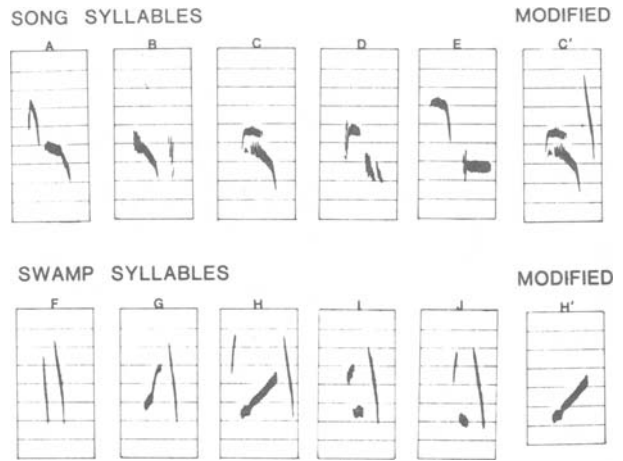 SONG SYLLABLES MODIFIED
A B C D E C'
SWAMP SYLLABLES MODIFIED
F G H I J H'